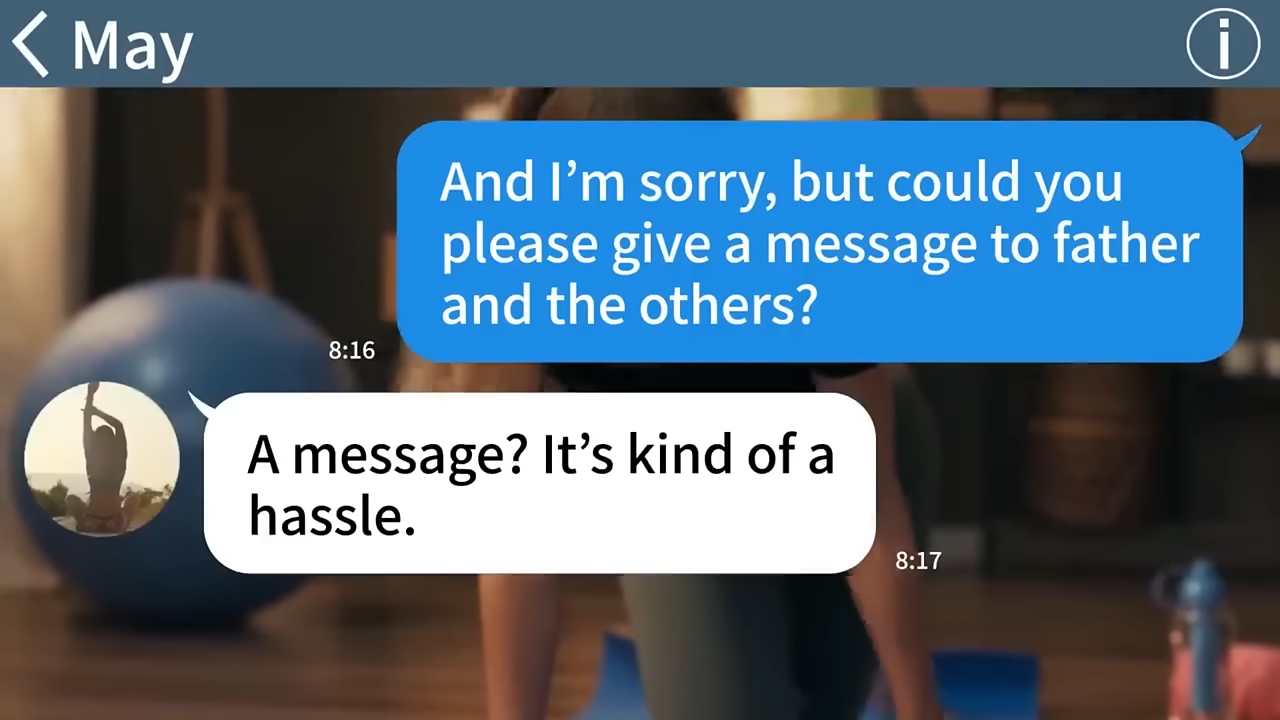 May
And I’m sorry, but could you
please give a message to father
and the others?
8:16
A message? It’s kind of a
hassle.
8:17